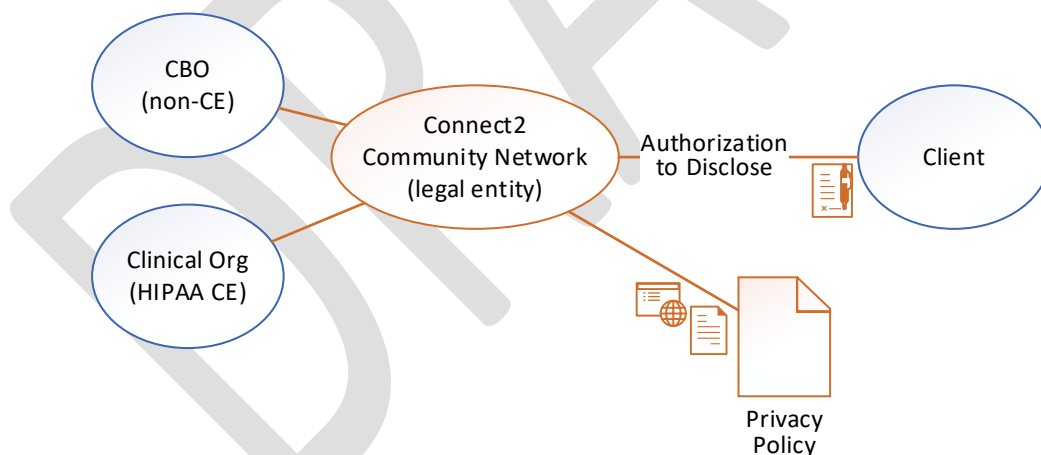 CBO
(non-CE)
Connect2
Community Network
(legal entity)
Authorization
to Disclose
Client
Clinical Org
(HIPAA CE)
Privacy
Policy